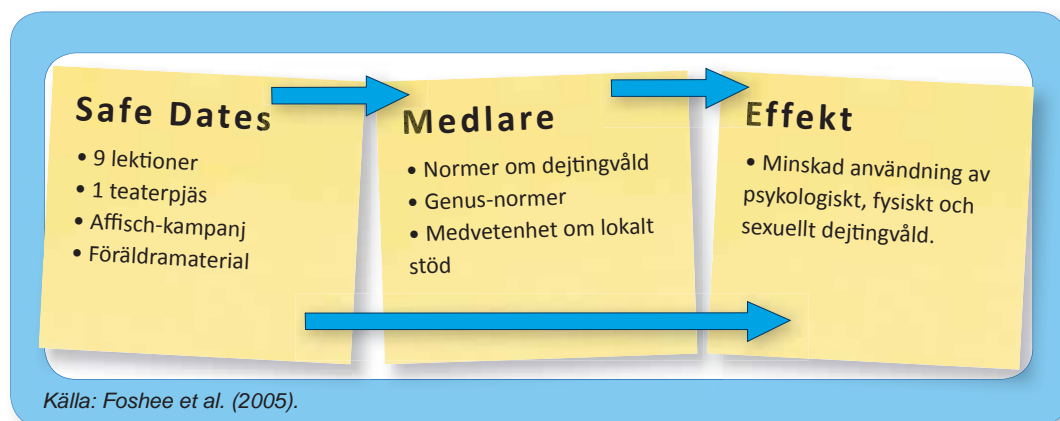 Safe Dates
• 9 lektioner
• 1 teaterpjäs
• Affisch-kampanj
• Föräldramaterial
Medlare
• Normer om dejtingvåld
• Genus-normer
• Medvetenhet om lokalt
stöd
Effekt
• Minskad användning av
psykologiskt, fysiskt och
sexuellt dejtingvåld.
Källa: Foshee et al. (2005).